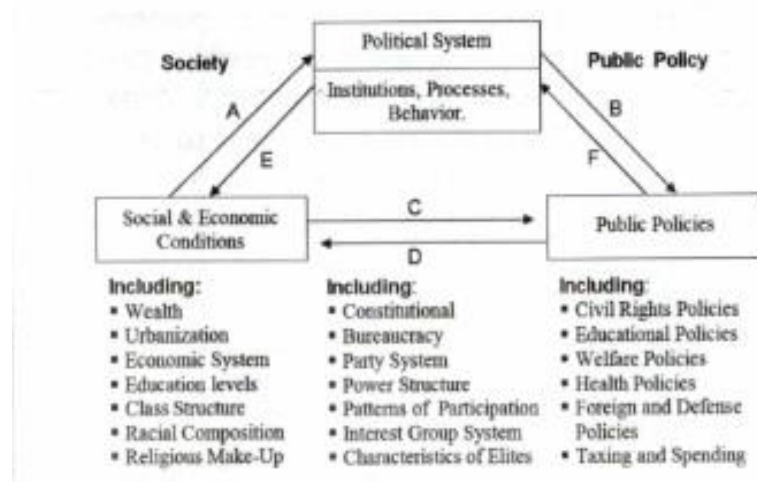 Political System
Society
Public Policy
Institutions, Processes,
Behavior.
A
B
E
F
Social & Economic
Conditions
C
D
Public Policies
Including:
▪ Wealth
▪ Urbanization
▪ Economic System
▪ Education levels
▪ Class Structure
▪ Racial Composition
▪ Religious Make-Up
Including:
▪ Constitutional
▪ Bureaucracy
▪ Party System
▪ Power Structure
▪ Patterns of Participation
▪ Interest Group System
▪ Characteristics of Elites
Including:
▪ Civil Rights Policies
▪ Educational Policies
▪ Welfare Policies
▪ Health Policies
▪ Foreign and Defense
Policies
▪ Taxing and Spending